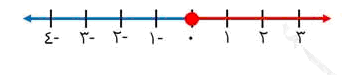 ٤- ٣- ٢- ١- ٠ ١ ٢ ٣